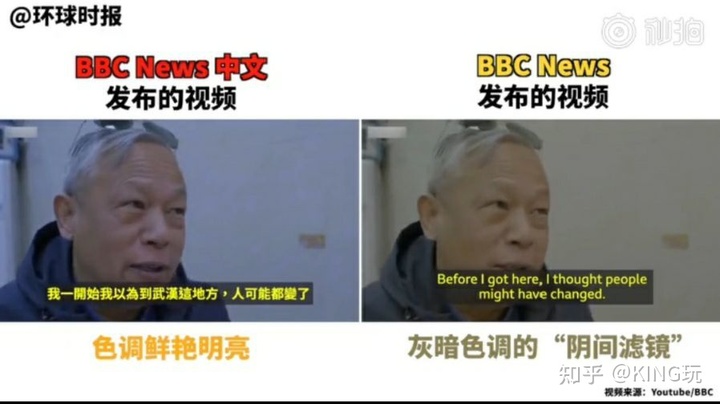 @环球时报
秒拍
BBC News 中文
发布的视频
BBC News
发布的视频
我一開始我以為到武漢這地方，人可能都變了
Before I got here, I thought people
might have changed.
色调鲜艳明亮
灰暗色调的“阴间滤镜”
知乎 @KING玩
视频来源：Youtube/BBC